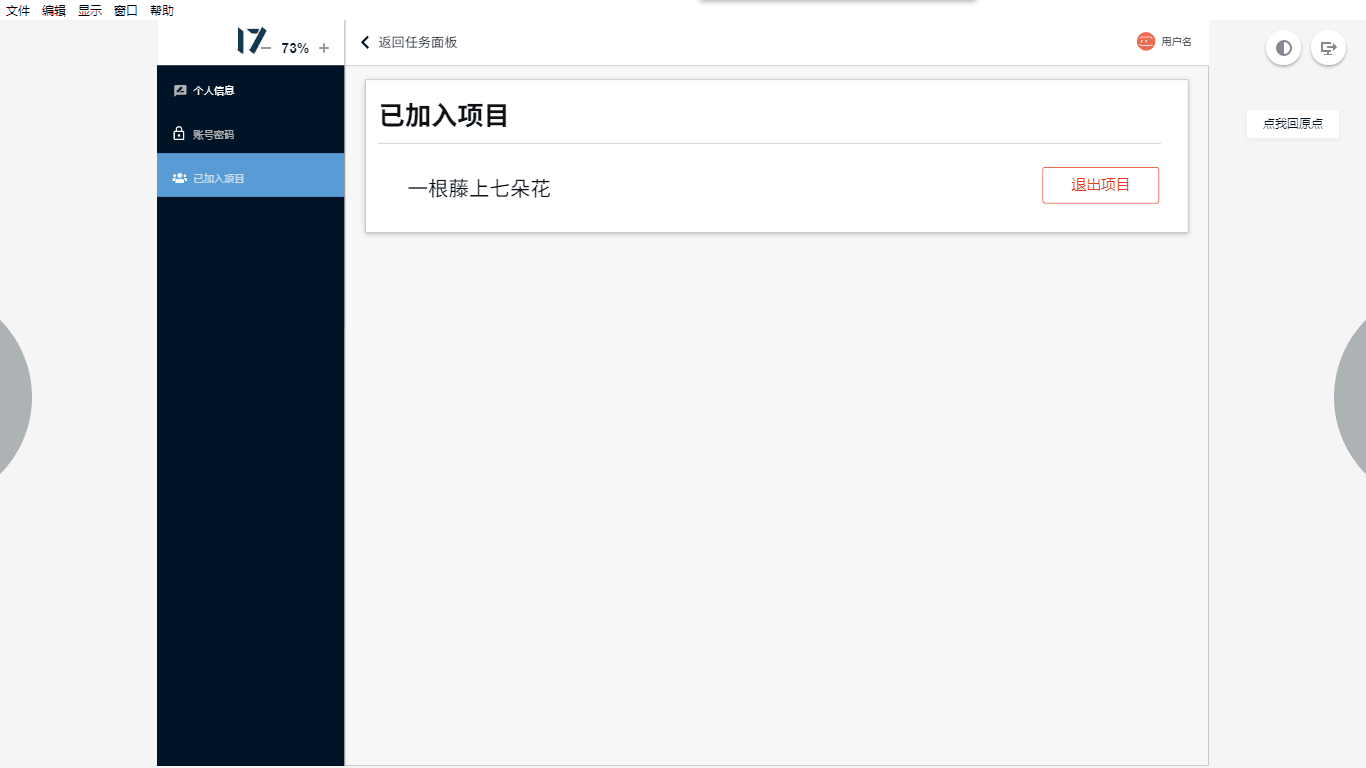 文件 编辑 显示 窗口 帮助
17
73%
返回任务面板
用户名
个人信息
账号密码
已加入项目
已加入项目
一根藤上七朵花
退出项目
点我回原点